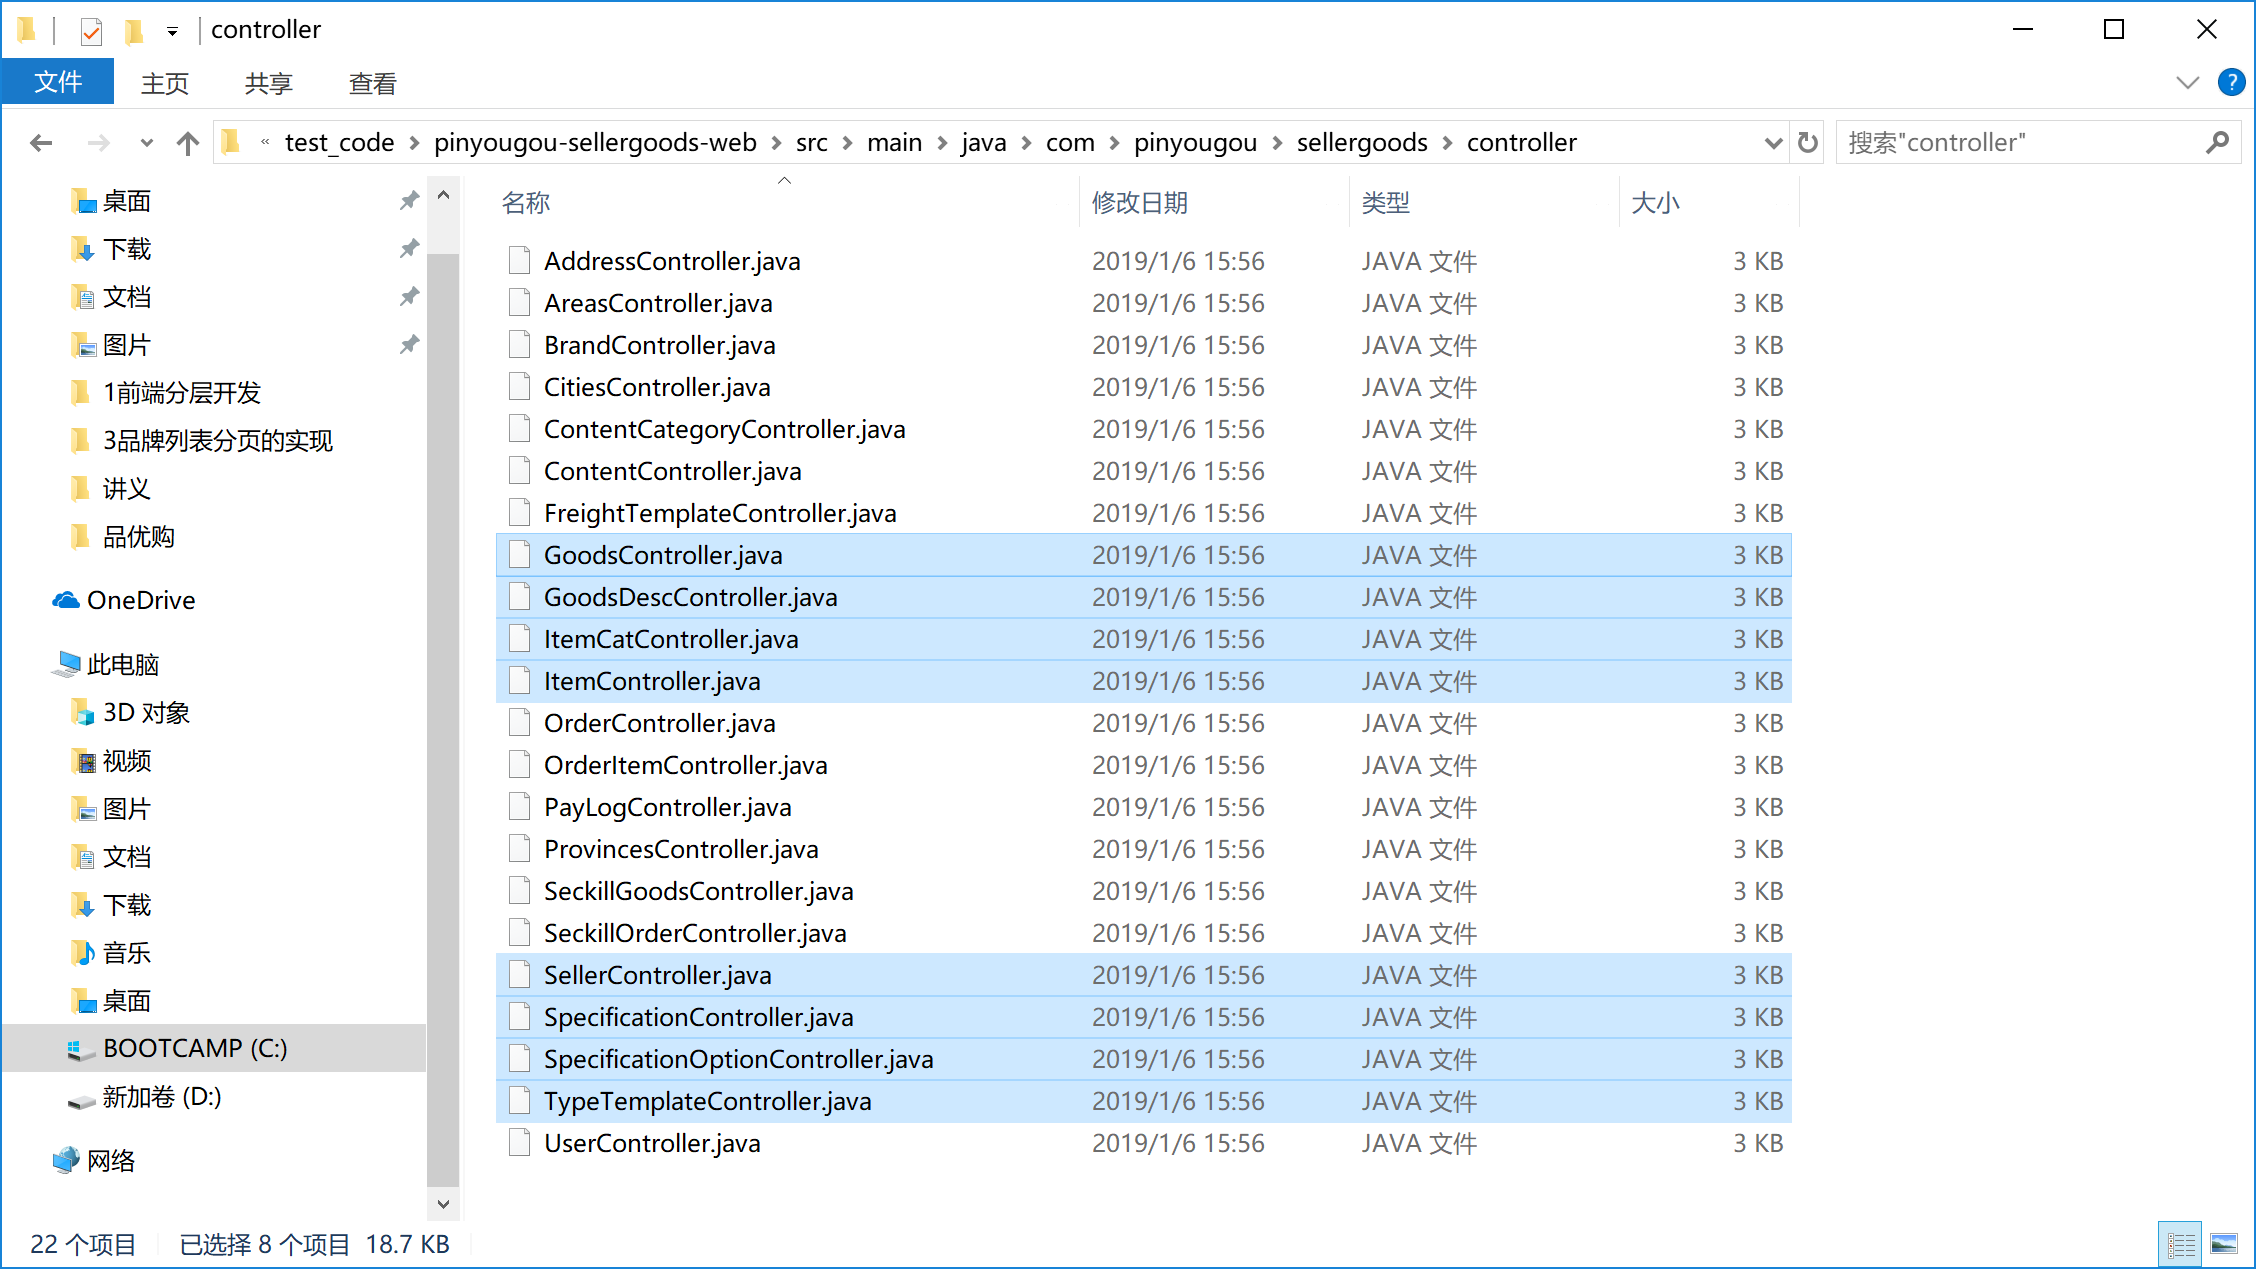 controller
文件 主页 共享 查看
« test_code pinyougou-sellergoods-web src main java com pinyougou sellergoods controller 搜索"controller"
桌面
下载
文档
图片
1前端分层开发
3品牌列表分页的实现
讲义
品优购
OneDrive
此电脑
3D 对象
视频
图片
文档
下载
音乐
桌面
BOOTCAMP (C:)
新加卷 (D:)
网络
名称 修改日期 类型 大小
AddressController.java 2019/1/6 15:56 JAVA 文件 3 KB
AreasController.java 2019/1/6 15:56 JAVA 文件 3 KB
BrandController.java 2019/1/6 15:56 JAVA 文件 3 KB
CitiesController.java 2019/1/6 15:56 JAVA 文件 3 KB
ContentCategoryController.java 2019/1/6 15:56 JAVA 文件 3 KB
ContentController.java 2019/1/6 15:56 JAVA 文件 3 KB
FreightTemplateController.java 2019/1/6 15:56 JAVA 文件 3 KB
GoodsController.java 2019/1/6 15:56 JAVA 文件 3 KB
GoodsDescController.java 2019/1/6 15:56 JAVA 文件 3 KB
ItemCatController.java 2019/1/6 15:56 JAVA 文件 3 KB
ItemController.java 2019/1/6 15:56 JAVA 文件 3 KB
OrderController.java 2019/1/6 15:56 JAVA 文件 3 KB
OrderItemController.java 2019/1/6 15:56 JAVA 文件 3 KB
PayLogController.java 2019/1/6 15:56 JAVA 文件 3 KB
ProvincesController.java 2019/1/6 15:56 JAVA 文件 3 KB
SeckillGoodsController.java 2019/1/6 15:56 JAVA 文件 3 KB
SeckillOrderController.java 2019/1/6 15:56 JAVA 文件 3 KB
SellerController.java 2019/1/6 15:56 JAVA 文件 3 KB
SpecificationController.java 2019/1/6 15:56 JAVA 文件 3 KB
SpecificationOptionController.java 2019/1/6 15:56 JAVA 文件 3 KB
TypeTemplateController.java 2019/1/6 15:56 JAVA 文件 3 KB
UserController.java 2019/1/6 15:56 JAVA 文件 3 KB
22 个项目 已选择 8 个项目 18.7 KB